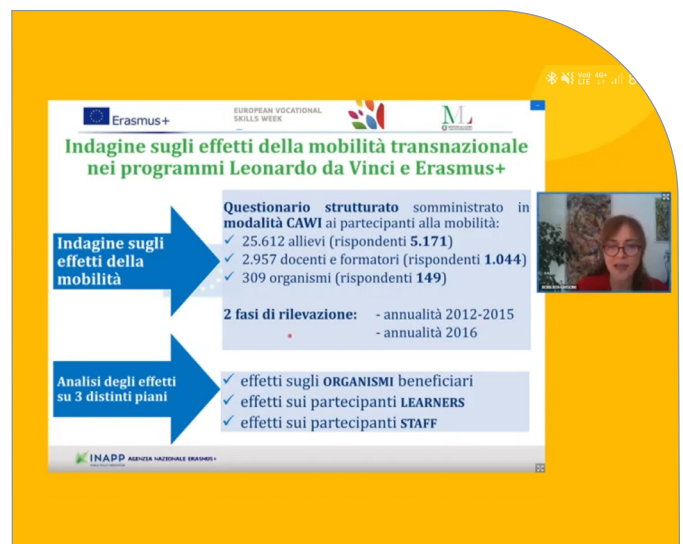 Voll 4G+
LTE
Erasmus+
EUROPEAN VOCATIONAL
SKILLS WEEK
ML
Indagine sugli effetti della mobilità transnazionale
nei programmi Leonardo da Vinci e Erasmus+
Indagine sugli
effetti della
mobilità
Questionario strutturato somministrato in
modalità CAWI ai partecipanti alla mobilità:
✓ 25.612 allievi (rispondenti 5.171)
✓ 2.957 docenti e formatori (rispondenti 1.044)
✓ 309 organismi (rispondenti 149)
2 fasi di rilevazione: - annualità 2012-2015
- annualità 2016
Analisi degli effetti
su 3 distinti piani
✓ effetti sugli ORGANISMI beneficiari
✓ effetti sui partecipanti LEARNERS
✓ effetti sui partecipanti STAFF
INAPP AGENZIA NAZIONALE ERASMUS+